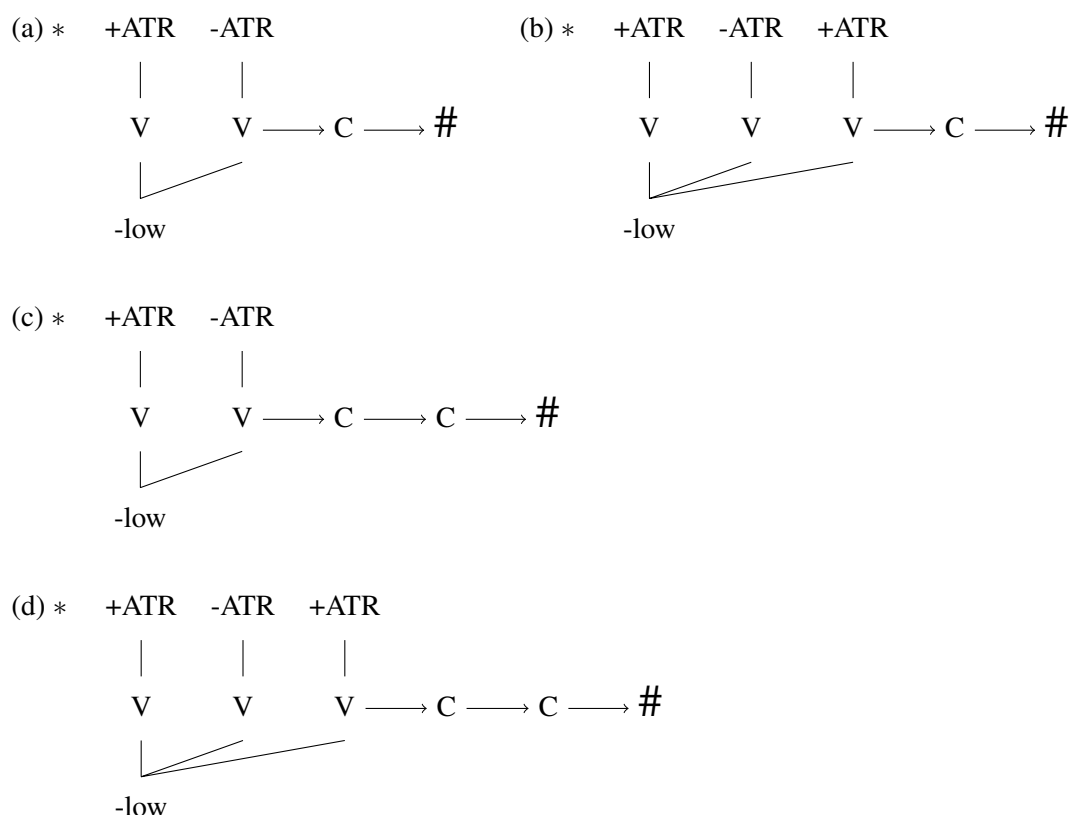 (a) ∗ +ATR -ATR
V V C #
-low
(b) ∗ +ATR -ATR +ATR
V V V C #
-low
(c) ∗ +ATR -ATR
V V C C #
-low
(d) ∗ +ATR -ATR +ATR
V V V C C #
-low